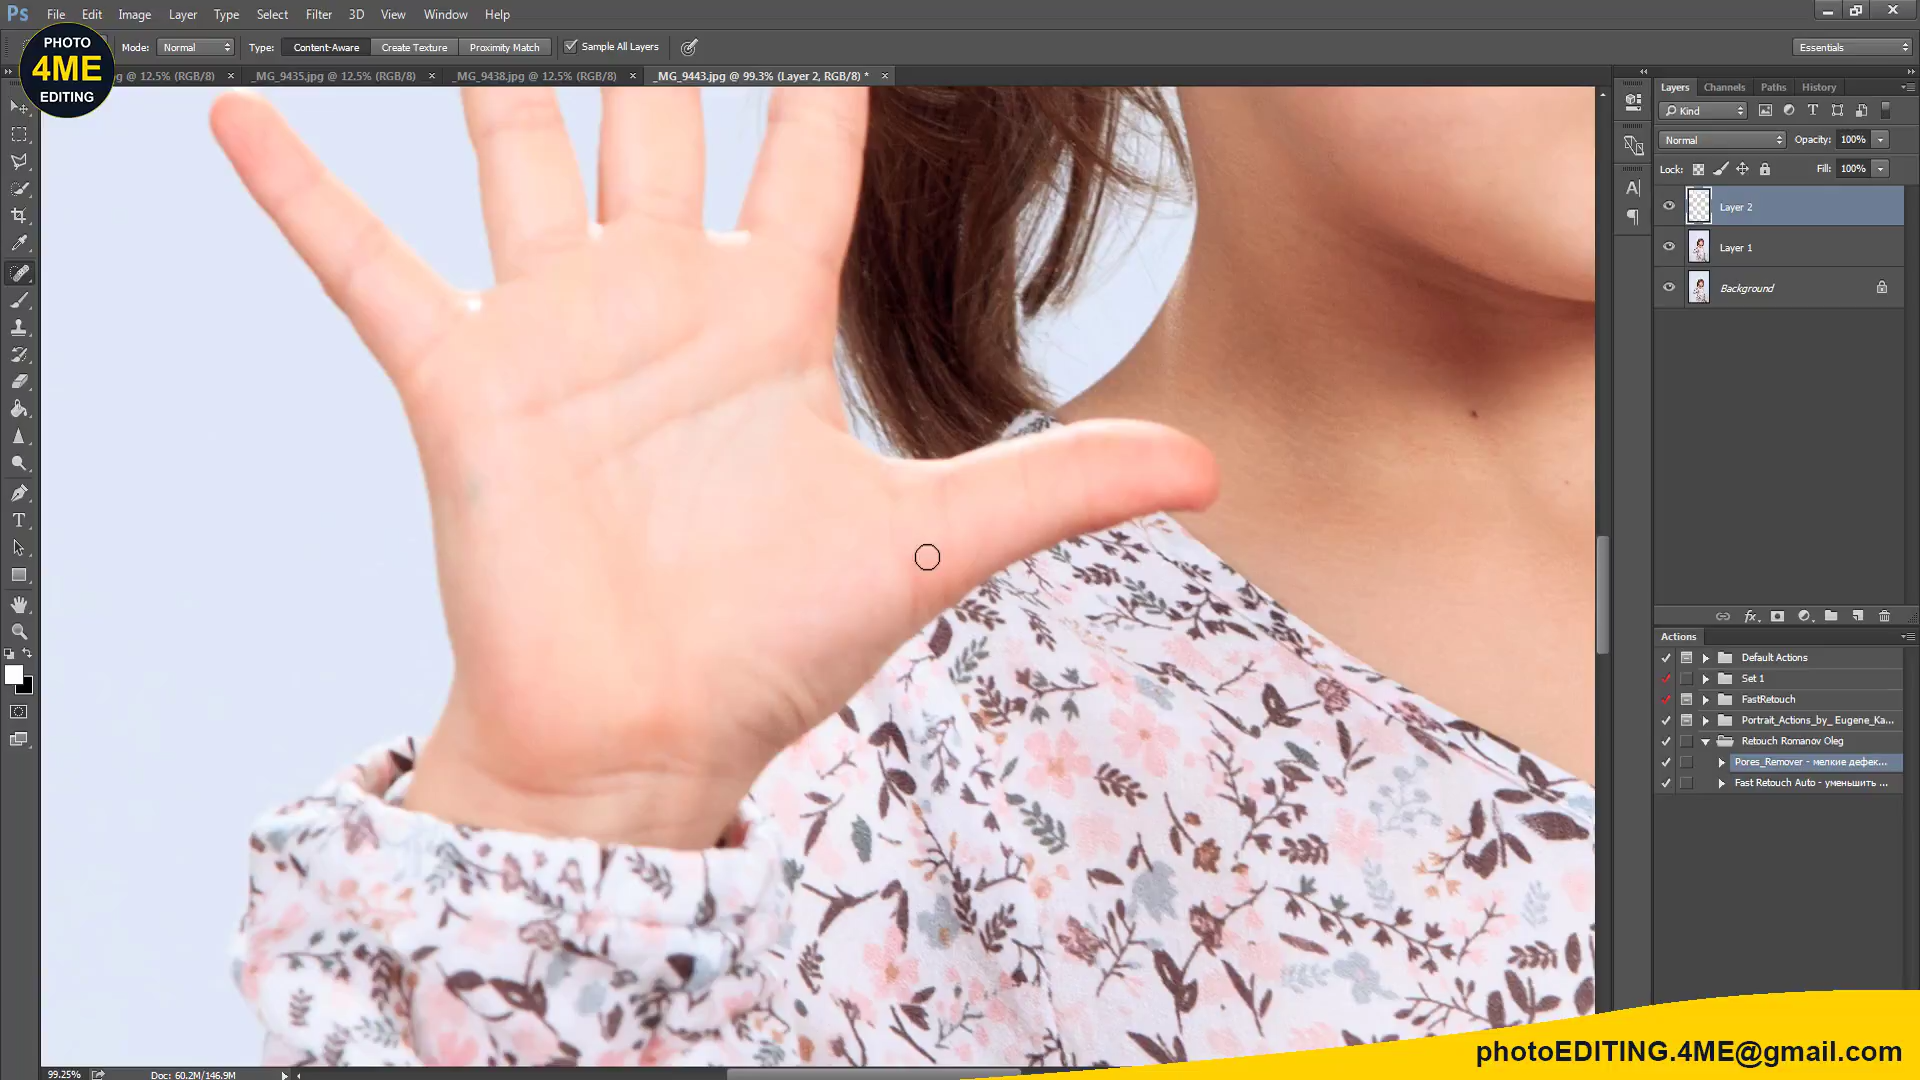 Ps File Edit Image Layer Type Select Filter 3D View Window Help
PHOTO
4ME
EDITING
Mode: Normal Type: Content-Aware Create Texture Proximity Match Sample All Layers Essentials
g @ 12.5% (RGB/8) _MG_9435.jpg @ 12.5% (RGB/8) _MG_9438.jpg @ 12.5% (RGB/8) _MG_9443.jpg @ 99.3% (Layer 2, RGB/8) *
Layers Channels Paths History
Kind
Normal Opacity: 100%
Lock: Fill: 100%
Layer 2
Layer 1
Background
Actions
Default Actions
Set 1
FastRetouch
Portrait_Actions_by_ Eugene_Ka...
Retouch Romanov Oleg
Pores_Remover - мелкие дефек...
Fast Retouch Auto - уменьшить ...
photoEDITING.4ME@gmail.com
99.25% Doc: 60.2M/146.9M